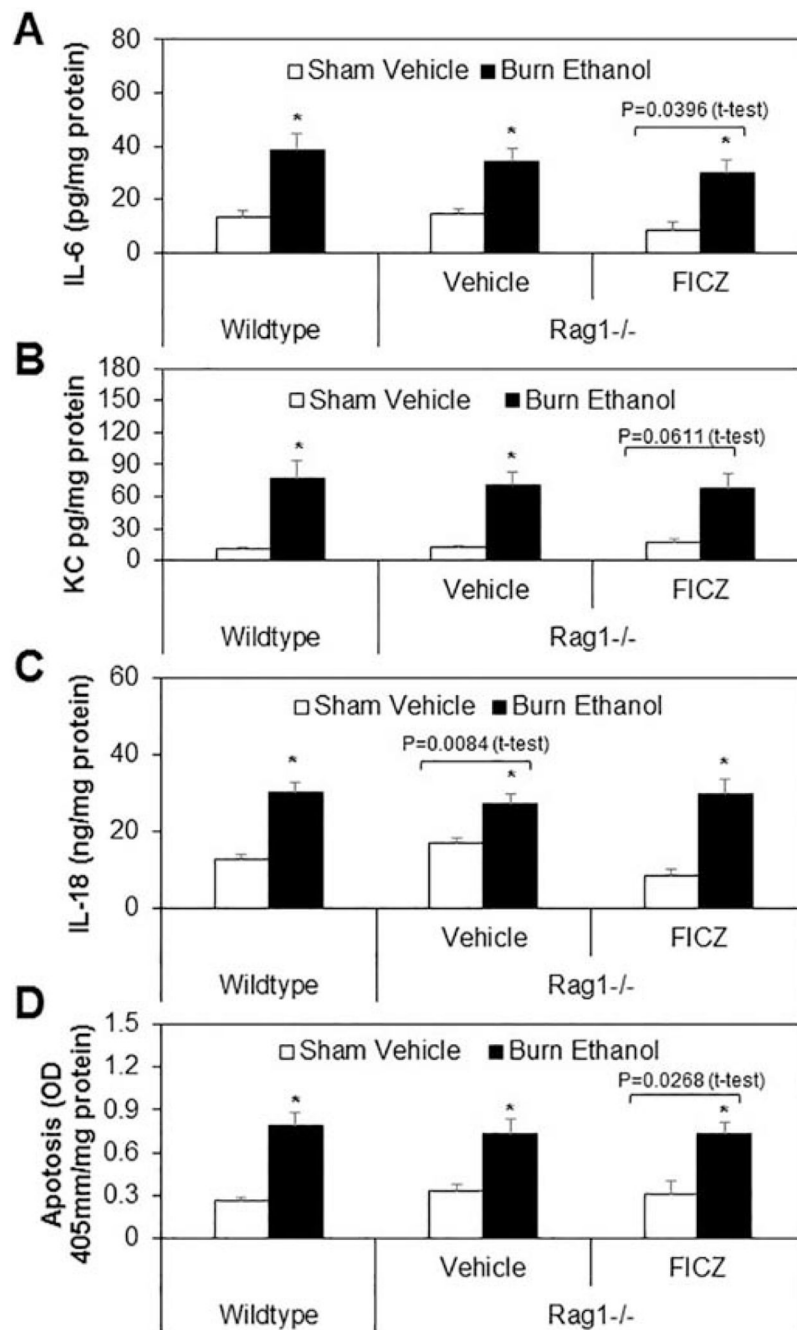 A
IL-6 (pg/mg protein)
80
60
40
20
0
Sham Vehicle Burn Ethanol
P=0.0396 (t-test)
* * *
Vehicle FICZ
Wildtype Rag1-/-
B
KC pg/mg protein
180
150
120
90
60
30
0
Sham Vehicle Burn Ethanol
P=0.0611 (t-test)
* *
Vehicle FICZ
Wildtype Rag1-/-
C
IL-18 (ng/mg protein)
60
40
20
0
Sham Vehicle Burn Ethanol
P=0.0084 (t-test)
* * *
Vehicle FICZ
Wildtype Rag1-/-
D
Apotosis (OD
405mm/mg protein)
1.5
1.2
0.9
0.6
0.3
0
Sham Vehicle Burn Ethanol
P=0.0268 (t-test)
* * *
Vehicle FICZ
Wildtype Rag1-/-